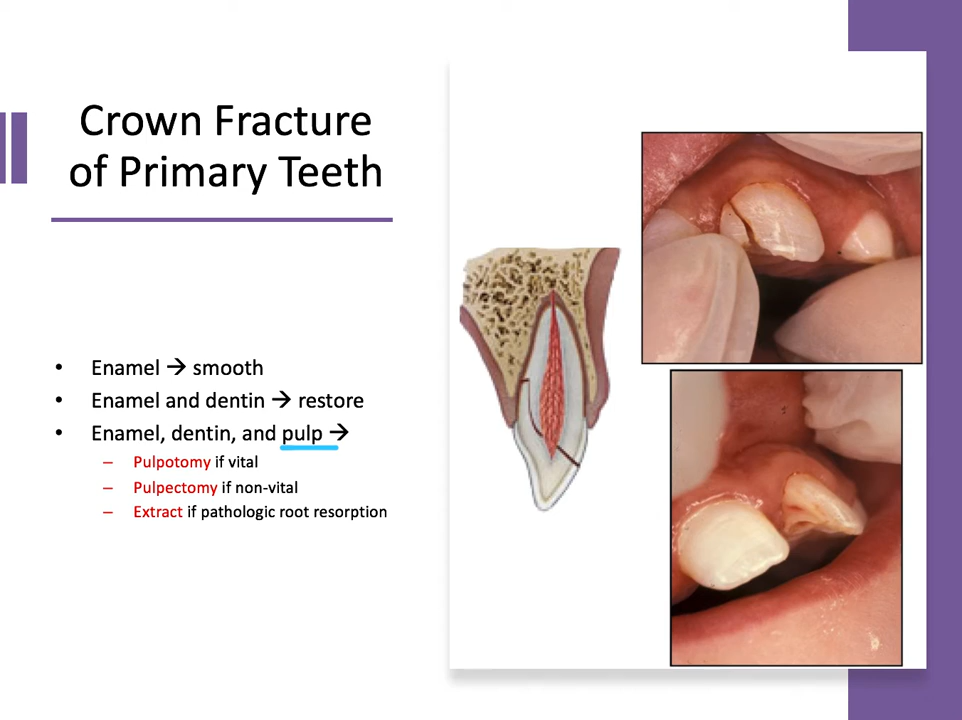 Crown Fracture
of Primary Teeth
• Enamel → smooth
• Enamel and dentin → restore
• Enamel, dentin, and pulp →
– Pulpotomy if vital
– Pulpectomy if non-vital
– Extract if pathologic root resorption